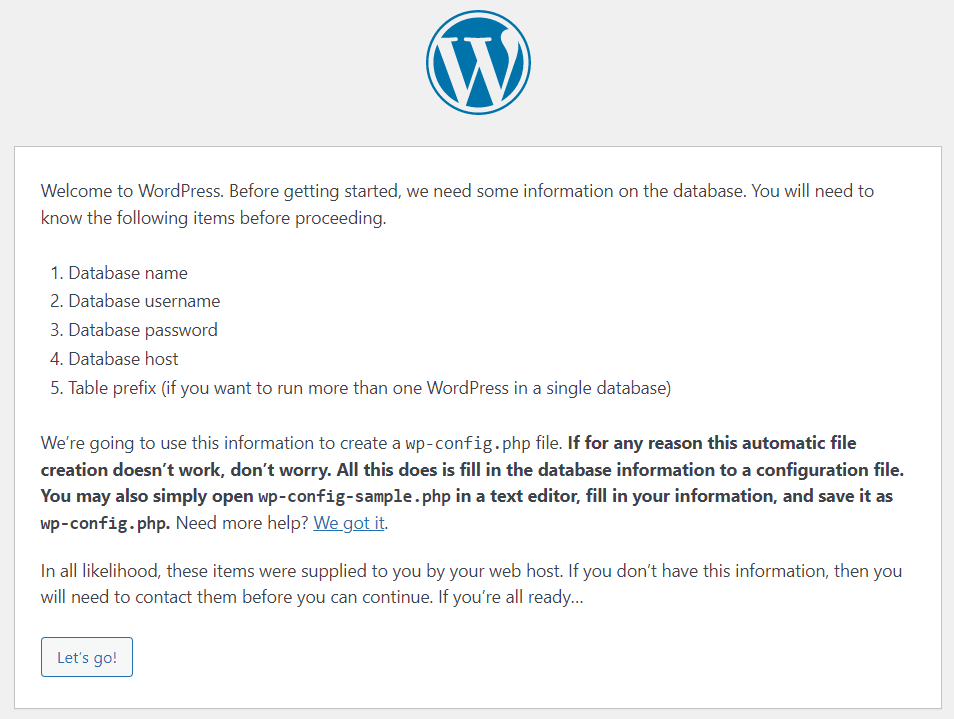 Welcome to WordPress. Before getting started, we need some information on the database. You will need to
know the following items before proceeding.
1. Database name
2. Database username
3. Database password
4. Database host
5. Table prefix (if you want to run more than one WordPress in a single database)
We’re going to use this information to create a wp-config.php file. If for any reason this automatic file
creation doesn’t work, don’t worry. All this does is fill in the database information to a configuration file.
You may also simply open wp-config-sample.php in a text editor, fill in your information, and save it as
wp-config.php. Need more help? We got it.
In all likelihood, these items were supplied to you by your web host. If you don’t have this information, then you
will need to contact them before you can continue. If you’re all ready…
Let’s go!